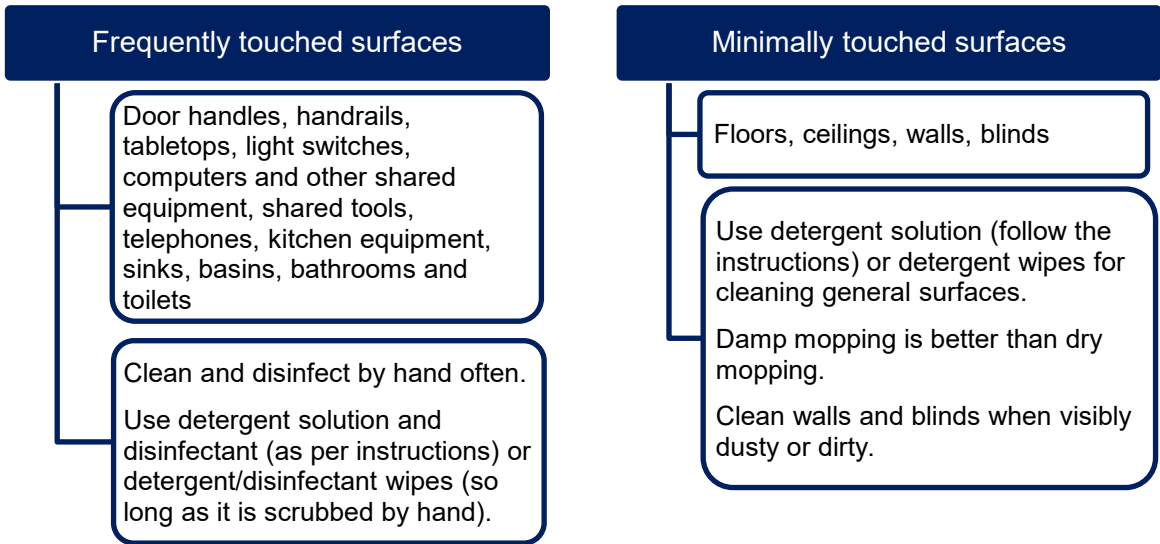 Frequently touched surfaces
Door handles, handrails,
tabletops, light switches,
computers and other shared
equipment, shared tools,
telephones, kitchen equipment,
sinks, basins, bathrooms and
toilets
Clean and disinfect by hand often.
Use detergent solution and
disinfectant (as per instructions) or
detergent/disinfectant wipes (so
long as it is scrubbed by hand).
Minimally touched surfaces
Floors, ceilings, walls, blinds
Use detergent solution (follow the
instructions) or detergent wipes for
cleaning general surfaces.
Damp mopping is better than dry
mopping.
Clean walls and blinds when visibly
dusty or dirty.